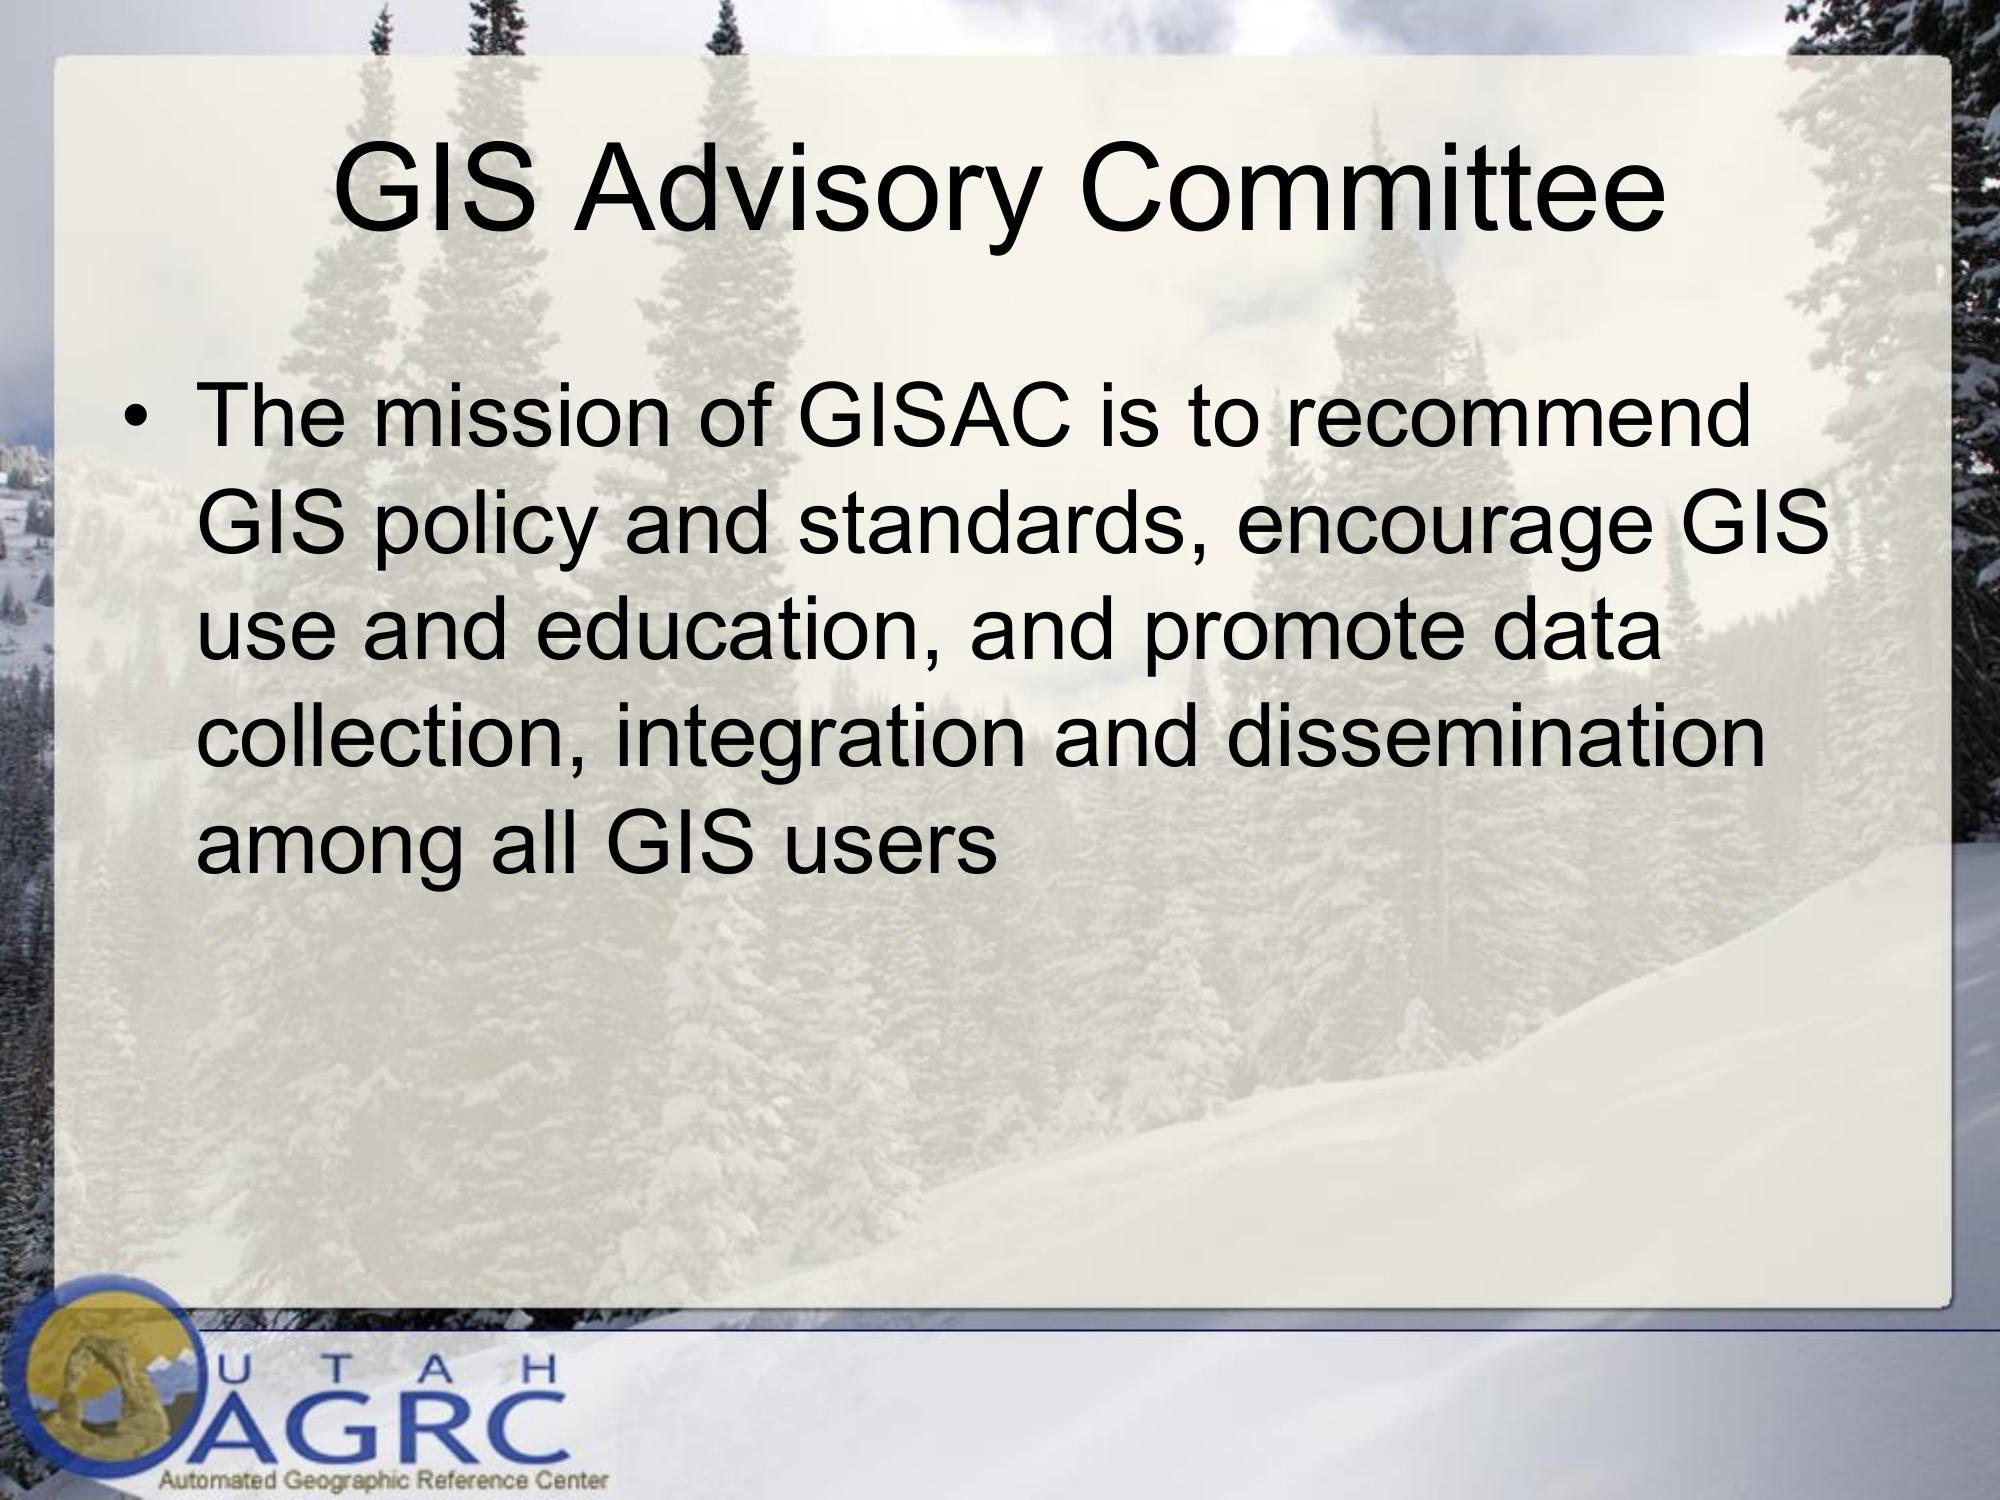 GIS Advisory Committee
• The mission of GISAC is to recommend
GIS policy and standards, encourage GIS
use and education, and promote data
collection, integration and dissemination
among all GIS users
UTAH
AGRC
Automated Geographic Reference Center